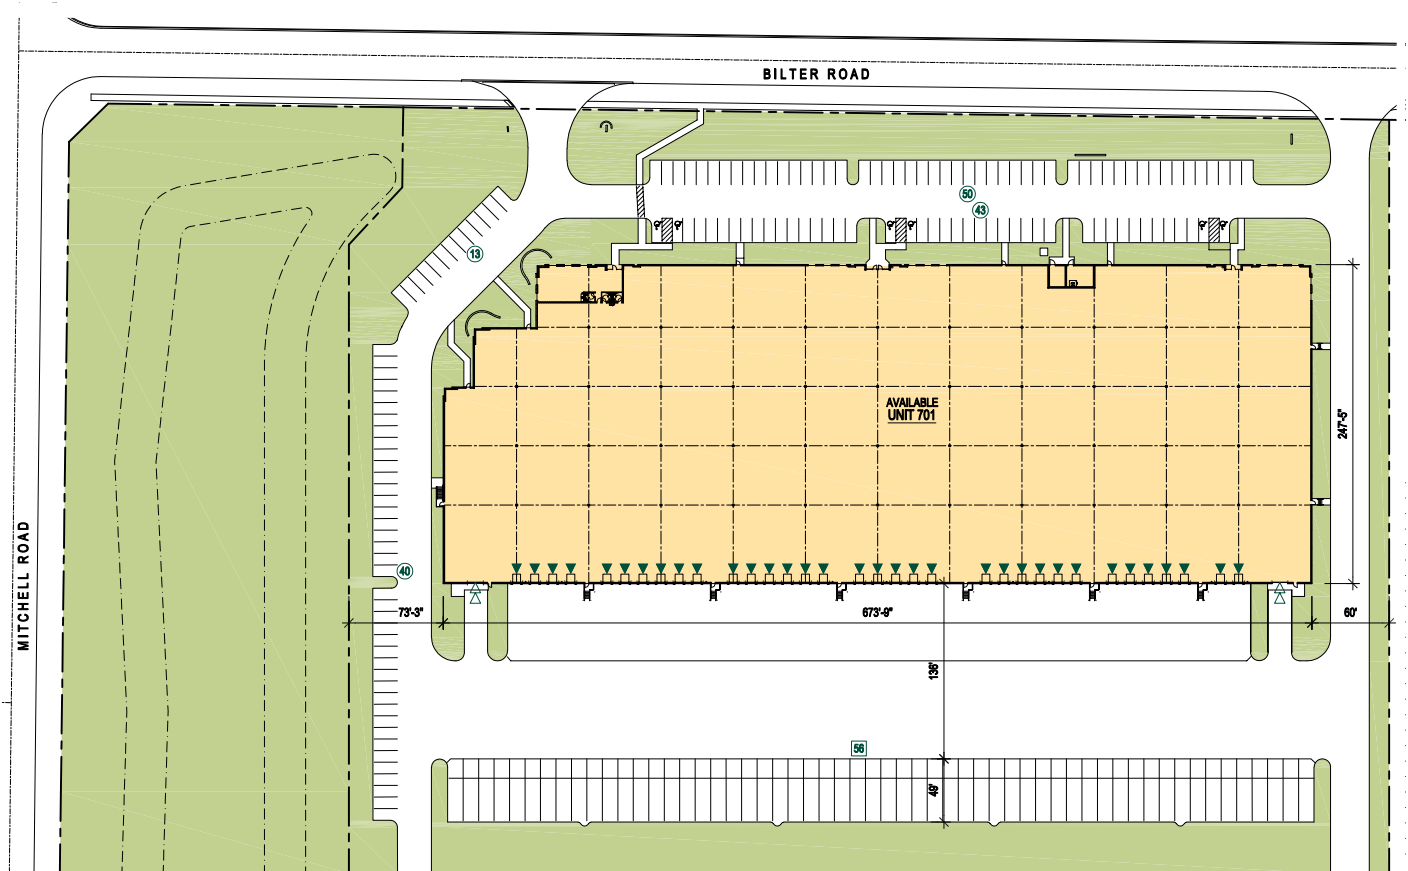 BILTER ROAD
50
43
13
AVAILABLE
UNIT 701
247'-5"
MITCHELL ROAD
40
73'-3"
673'-9"
60'
136'
56
49'